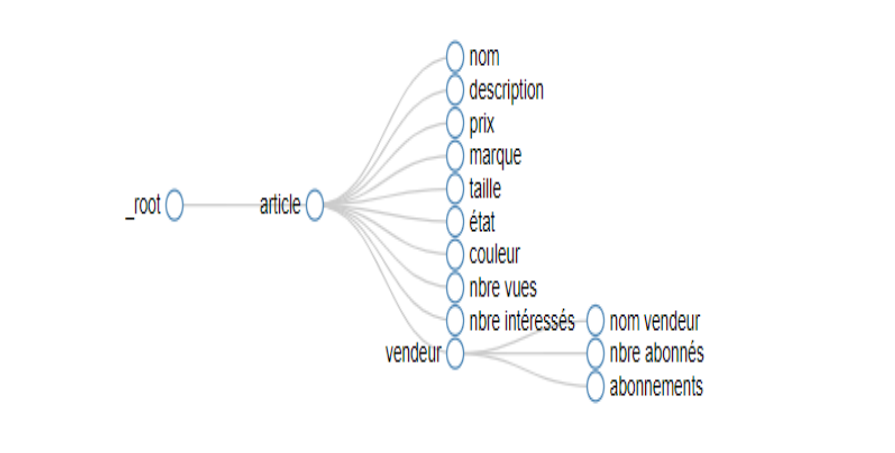 _root
article
nom
description
prix
marque
taille
état
couleur
nbre vues
nbre intéressés
vendeur
nom vendeur
nbre abonnés
abonnements